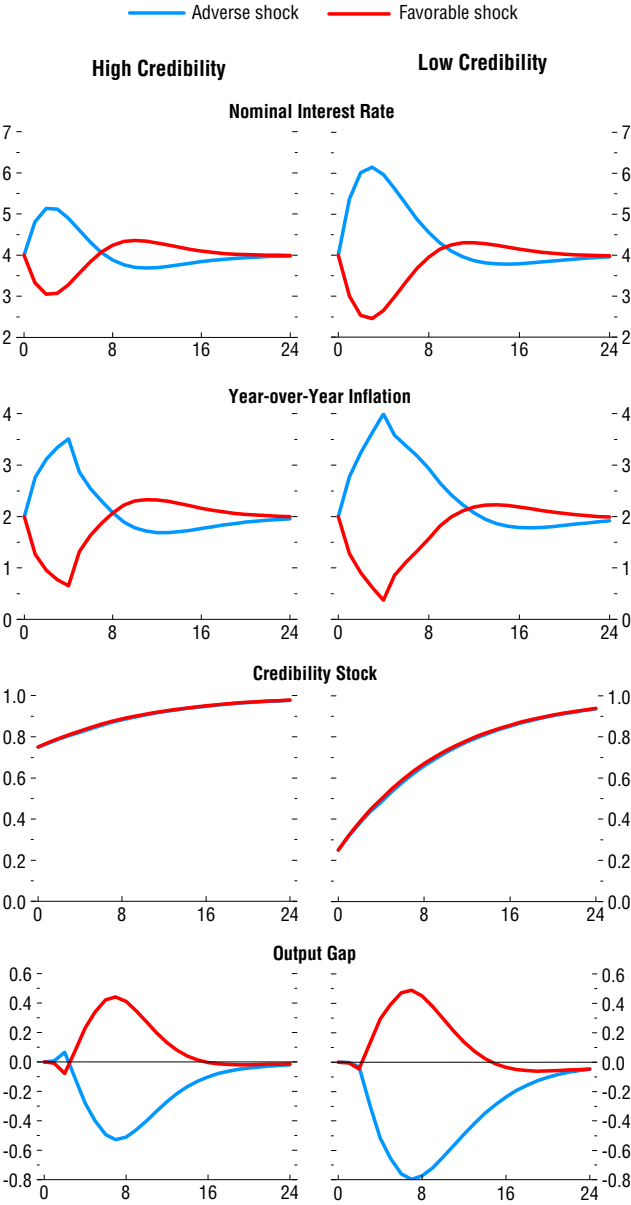 Adverse shock Favorable shock
High Credibility Low Credibility
Nominal Interest Rate
7 7
6 6
5 5
4 4
3 3
2 2
0 8 16 24 0 8 16 24
Year-over-Year Inflation
4 4
3 3
2 2
1 1
0 0
0 8 16 24 0 8 16 24
Credibility Stock
1.0 1.0
0.8 0.8
0.6 0.6
0.4 0.4
0.2 0.2
0.0 0.0
0 8 16 24 0 8 16 24
Output Gap
0.6 0.6
0.4 0.4
0.2 0.2
0.0 0.0
-0.2 -0.2
-0.4 -0.4
-0.6 -0.6
-0.8 -0.8
0 8 16 24 0 8 16 24